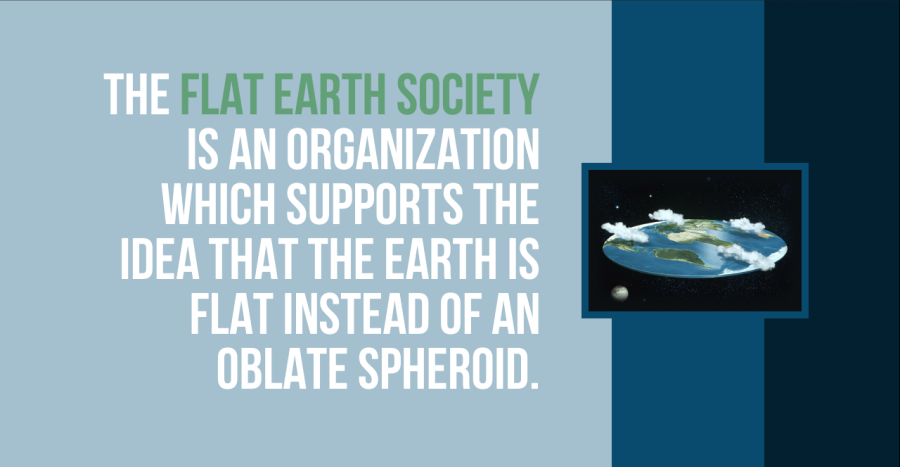 THE FLAT EARTH SOCIETY
IS AN ORGANIZATION
WHICH SUPPORTS THE
IDEA THAT THE EARTH IS
FLAT INSTEAD OF AN
OBLATE SPHEROID.